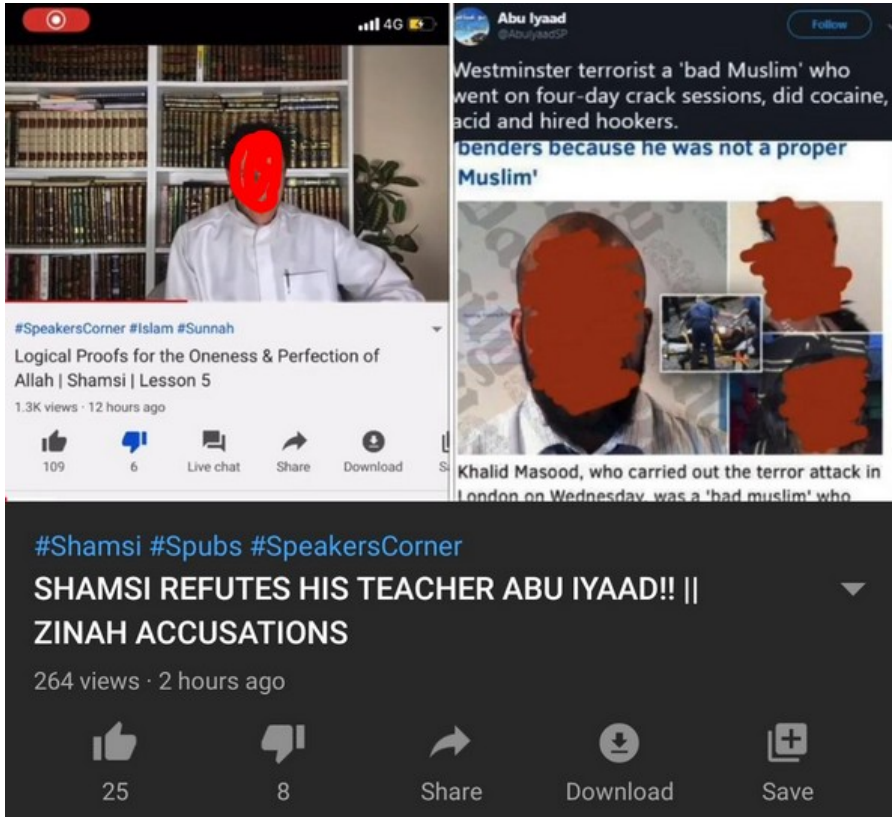 4G
#SpeakersCorner #Islam #Sunnah
Logical Proofs for the Oneness & Perfection of
Allah | Shamsi | Lesson 5
1.3K views · 12 hours ago
109
6
Live chat
Share
Download
Abu Iyaad
@AbuIyaadSP
Follow
Westminster terrorist a 'bad Muslim' who
went on four-day crack sessions, did cocaine,
acid and hired hookers.
benders because he was not a proper
Muslim'
Khalid Masood, who carried out the terror attack in
London on Wednesday, was a 'bad muslim' who
#Shamsi #Spubs #SpeakersCorner
SHAMSI REFUTES HIS TEACHER ABU IYAAD!! ||
ZINAH ACCUSATIONS
264 views · 2 hours ago
25
8
Share
Download
Save